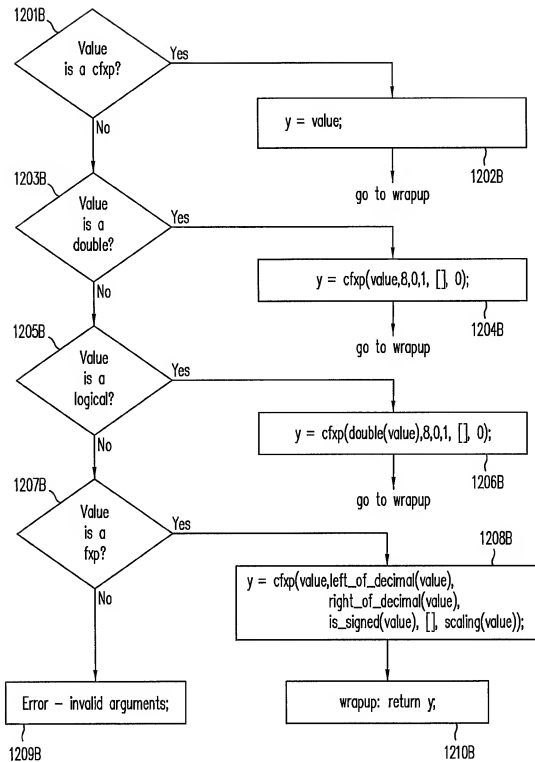 1201B
Value
is a cfxp?
Yes
No
y = value;
1202B
go to wrapup
1203B
Value
is a
double?
Yes
No
y = cfxp(value,8,0,1, [], 0);
1204B
go to wrapup
1205B
Value
is a
logical?
Yes
No
y = cfxp(double(value),8,0,1, [], 0);
1206B
go to wrapup
1207B
Value
is a
fxp?
Yes
No
1208B
y = cfxp(value,left_of_decimal(value),
right_of_decimal(value),
is_signed(value), [], scaling(value));
Error – invalid arguments;
1209B
wrapup: return y;
1210B